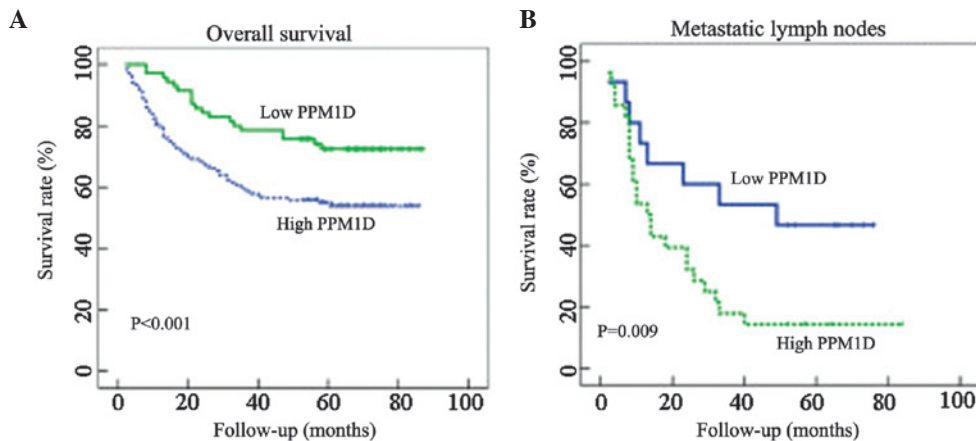 A
Overall survival
Survival rate (%)
100
80
60
40
20
0
Low PPM1D
High PPM1D
P<0.001
0 20 40 60 80 100
Follow-up (months)
B
Metastatic lymph nodes
Survival rate (%)
100
80
60
40
20
0
Low PPM1D
P=0.009
High PPM1D
0 20 40 60 80 100
Follow-up (months)